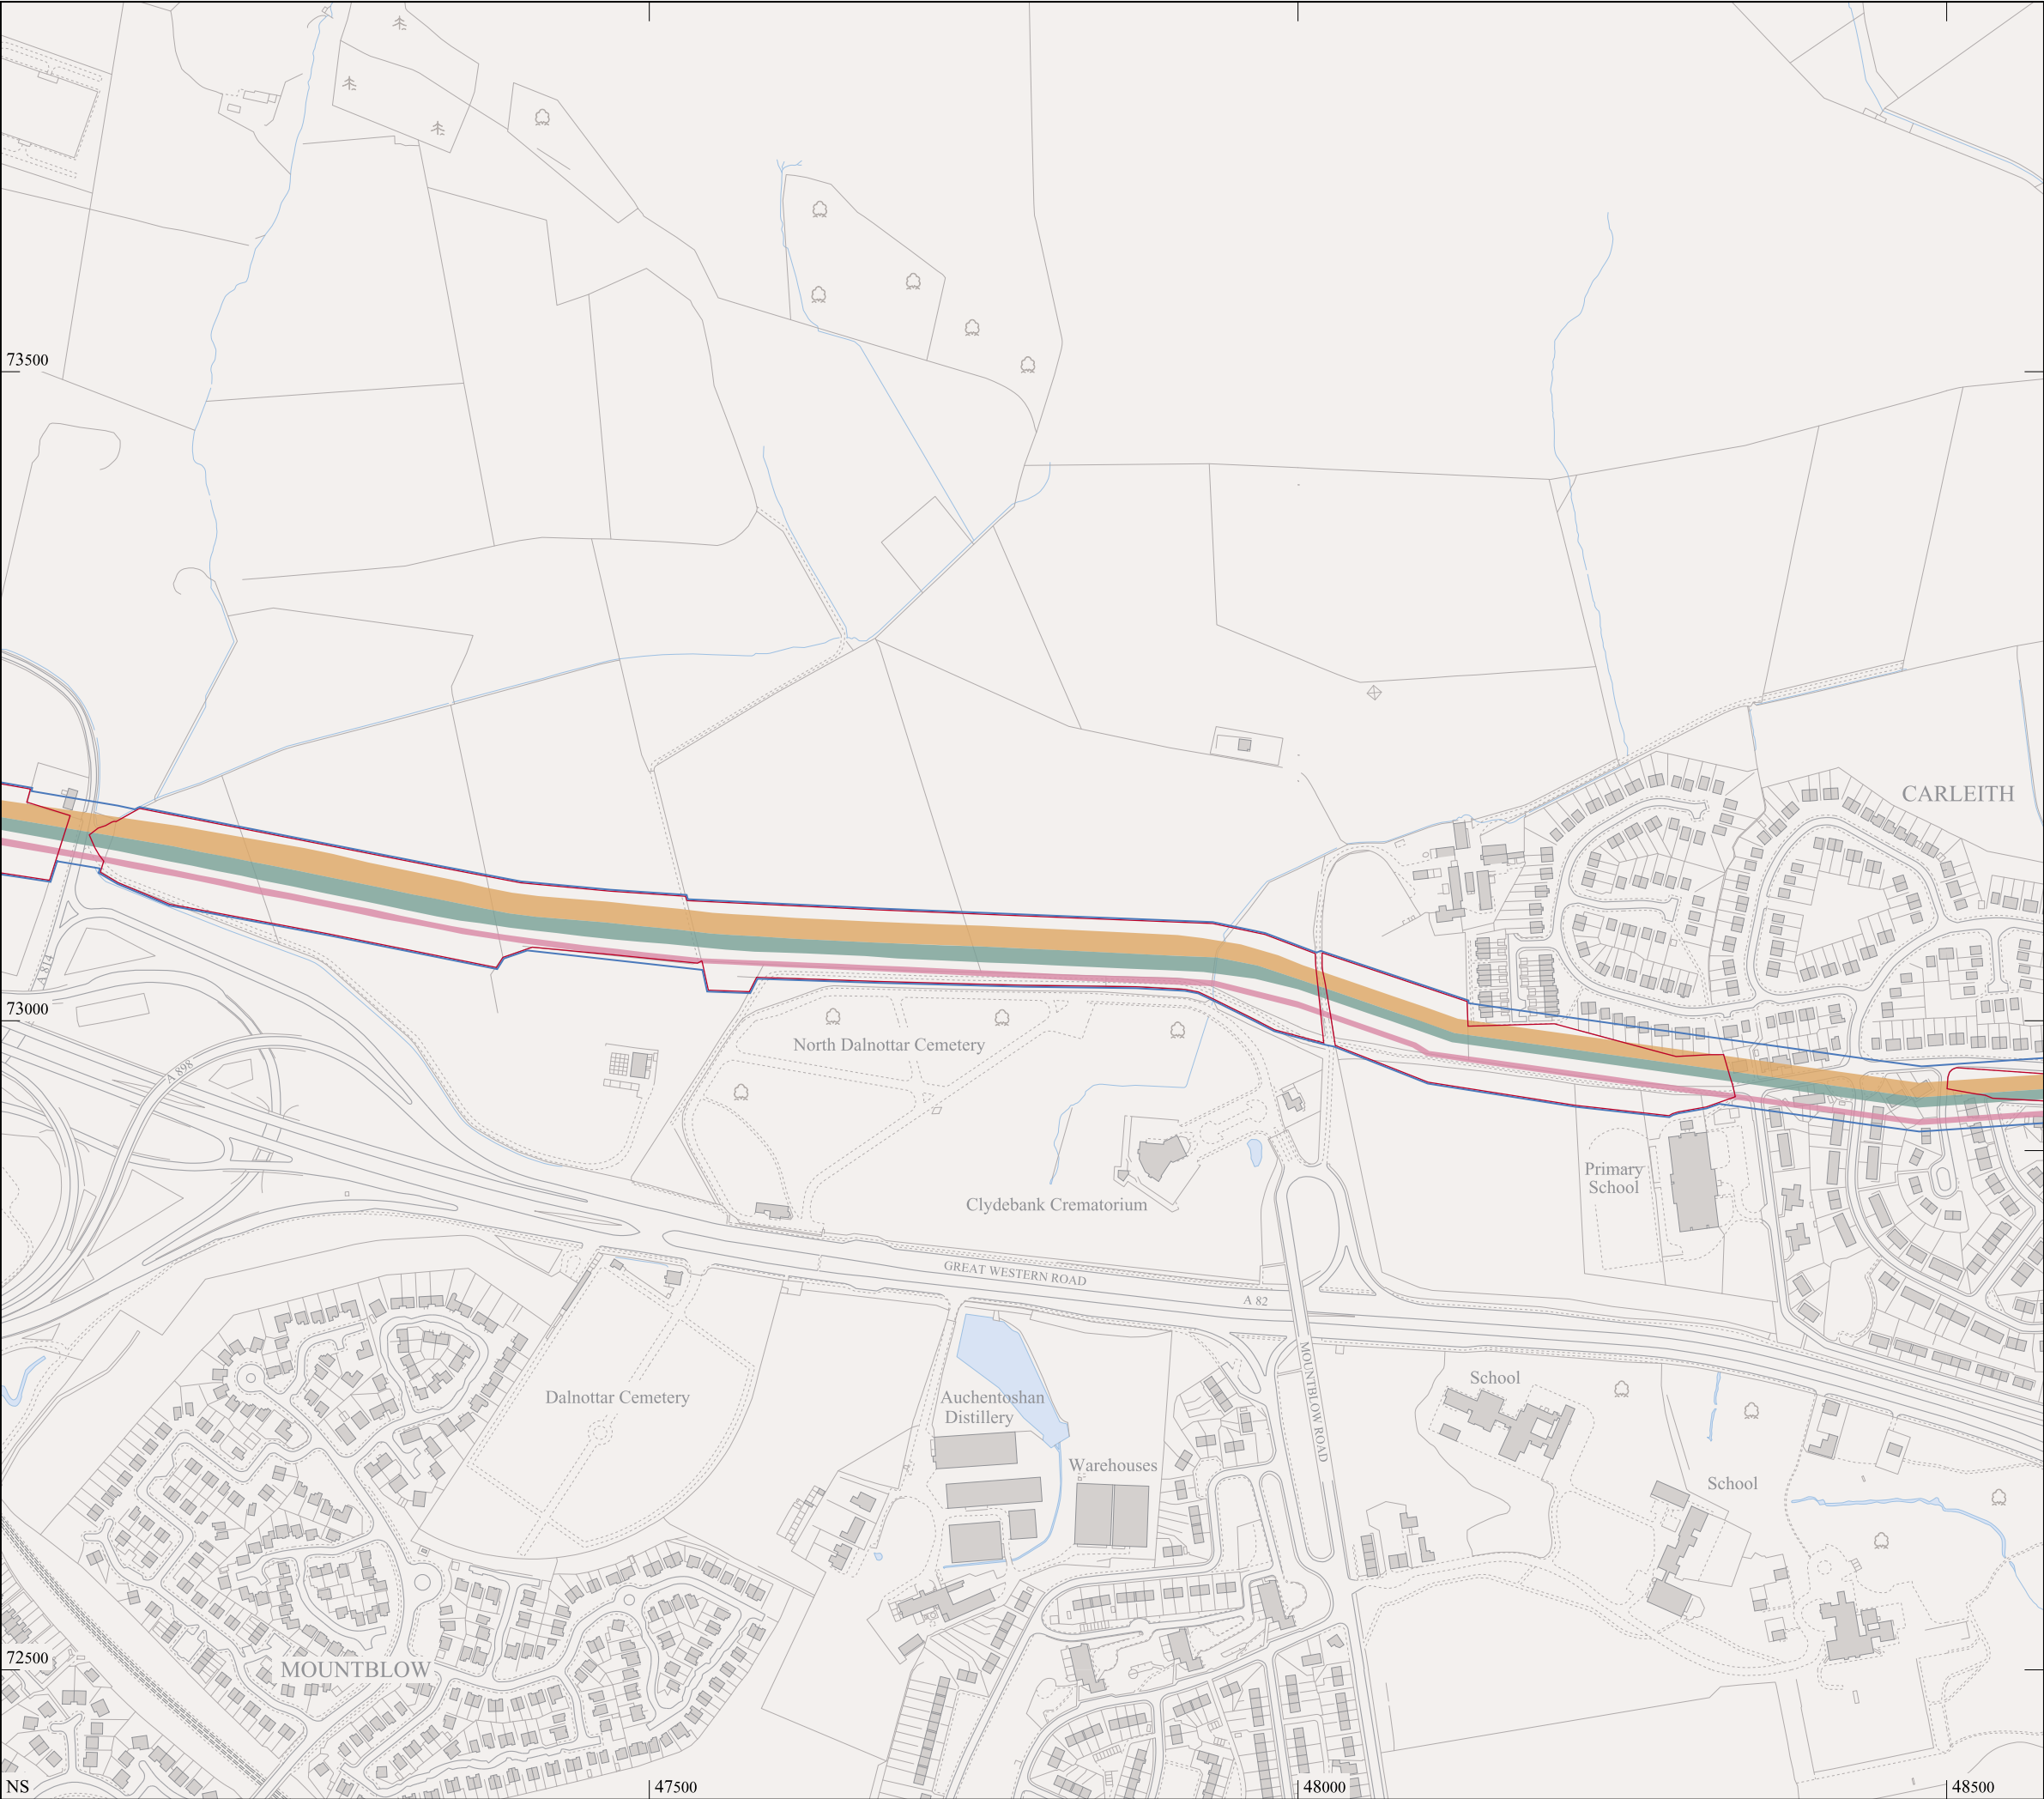 73500
CARLEITH
A 814
73000
North Dalnottar Cemetery
A 898
Primary
School
Clydebank Crematorium
GREAT WESTERN ROAD
A 82
MOUNTBLOW ROAD
School
Dalnottar Cemetery
Auchentoshan
Distillery
Warehouses
School
72500
MOUNTBLOW
NS
47500
48000
48500